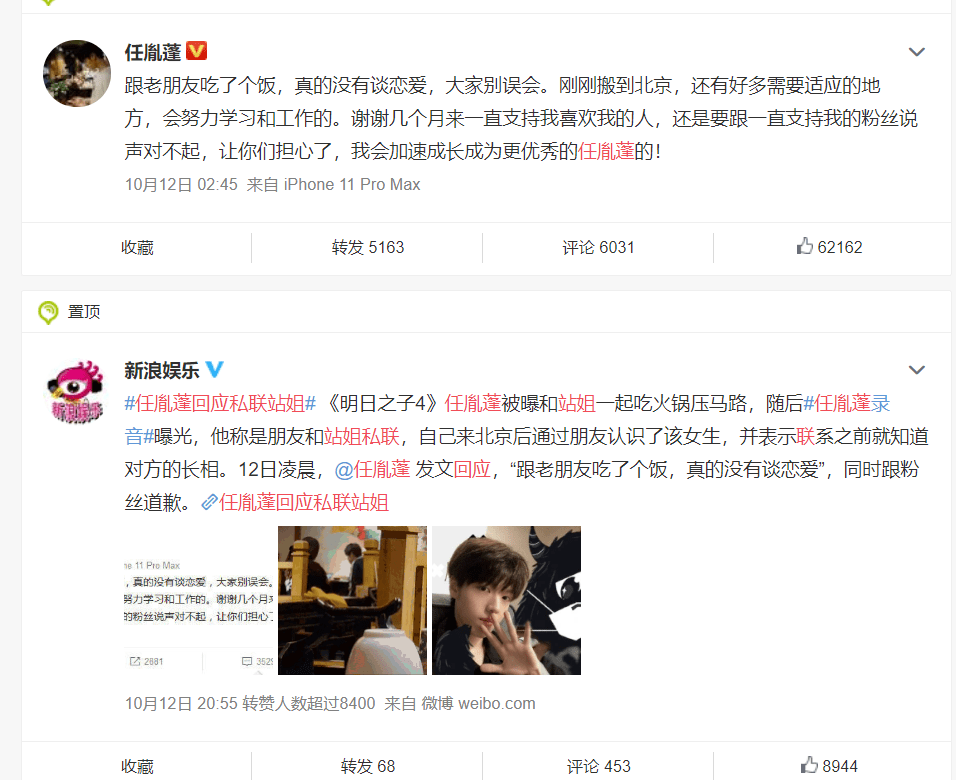 任胤蓬
跟老朋友吃了个饭，真的没有谈恋爱，大家别误会。刚刚搬到北京，还有好多需要适应的地
方，会努力学习和工作的。谢谢几个月来一直支持我喜欢我的人，还是要跟一直支持我的粉丝说
声对不起，让你们担心了，我会加速成长成为更优秀的任胤蓬的！
10月12日 02:45 来自 iPhone 11 Pro Max
收藏 转发 5163 评论 6031 62162
置顶
新浪娱乐
#任胤蓬回应私联站姐#《明日之子4》任胤蓬被曝和站姐一起吃火锅压马路，随后#任胤蓬录
音#曝光，他称是朋友和站姐私联，自己来北京后通过朋友认识了该女生，并表示联系之前就知道
对方的长相。12日凌晨，@任胤蓬 发文回应，“跟老朋友吃了个饭，真的没有谈恋爱”，同时跟粉
丝道歉。任胤蓬回应私联站姐
ne 11 Pro Max
，真的没有谈恋爱，大家别误会。
努力学习和工作的。谢谢几个月来
的粉丝说声对不起，让你们担心了
2681 3529
新浪娱乐
10月12日 20:55 转赞人数超过8400 来自 微博 weibo.com
收藏 转发 68 评论 453 8944